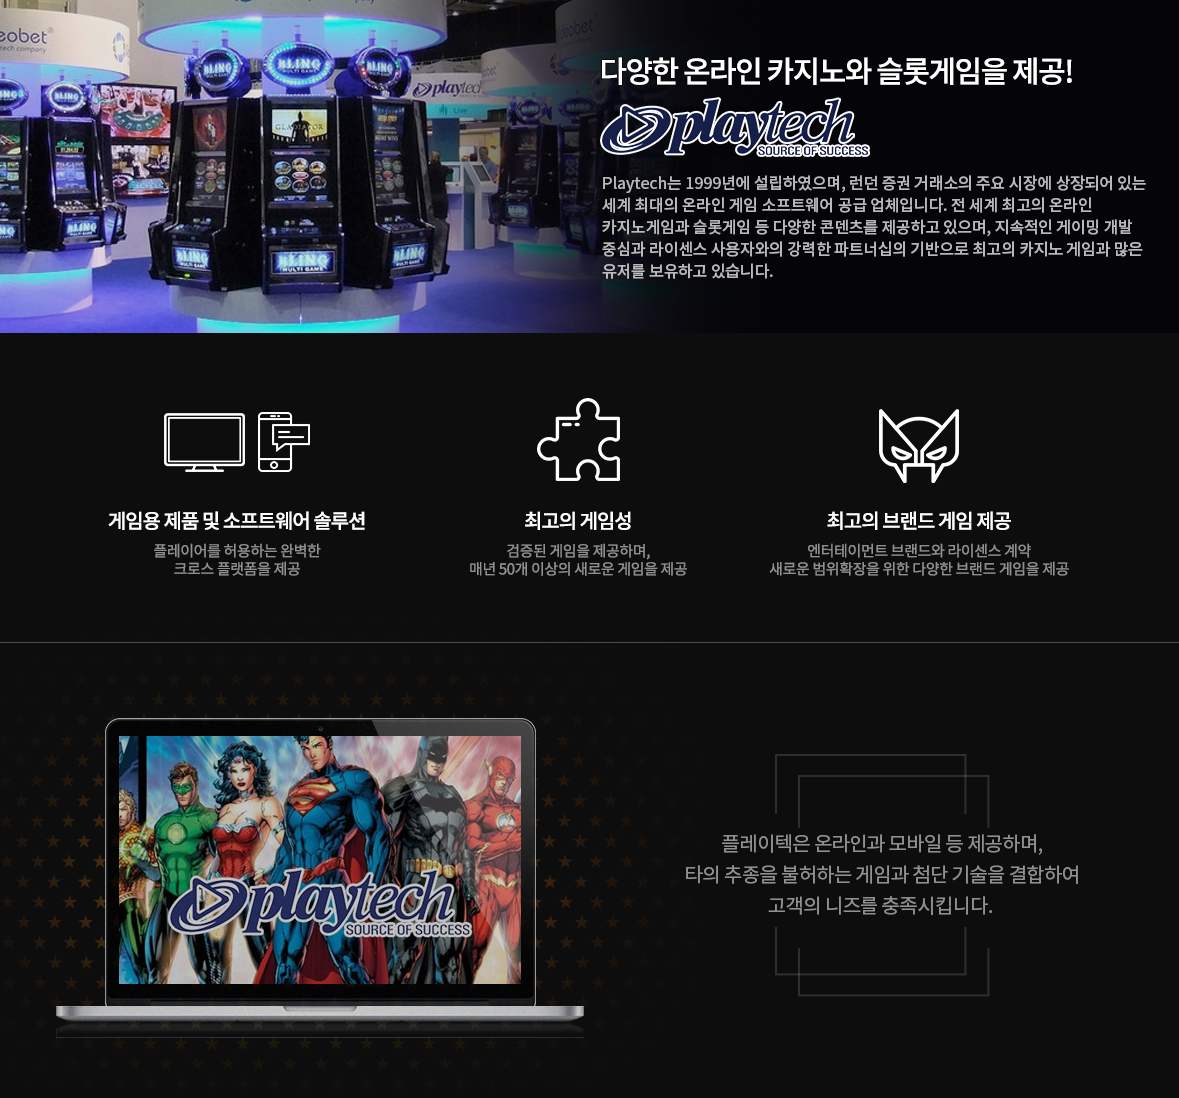 다양한 온라인 카지노와 슬롯게임을 제공!
playtech
SOURCE OF SUCCESS
Playtech는 1999년에 설립하였으며, 런던 증권 거래소의 주요 시장에 상장되어 있는
세계 최대의 온라인 게임 소프트웨어 공급 업체입니다. 전 세계 최고의 온라인
카지노게임과 슬롯게임 등 다양한 콘덴츠를 제공하고 있으며, 지속적인 게이밍 개발
중심과 라이센스 사용자와의 강력한 파트너십의 기반으로 최고의 카지노 게임과 많은
유저를 보유하고 있습니다.
eobet
tech company
BLING
MULTI GAME
BLING
BLING
BLING
playtech
Live
GLADIATOR
BLING
MULTI GAME
BLING
MULTI GAME
BLING
MULTI GAME
BLING
게임용 제품 및 소프트웨어 솔루션
플레이어를 허용하는 완벽한
크로스 플랫폼을 제공
최고의 게임성
검증된 게임을 제공하며,
매년 50개 이상의 새로운 게임을 제공
최고의 브랜드 게임 제공
엔터테이먼트 브랜드와 라이센스 계약
새로운 범위확장을 위한 다양한 브랜드 게임을 제공
playtech
SOURCE OF SUCCESS
플레이텍은 온라인과 모바일 등 제공하며,
타의 추종을 불허하는 게임과 첨단 기술을 결합하여
고객의 니즈를 충족시킵니다.